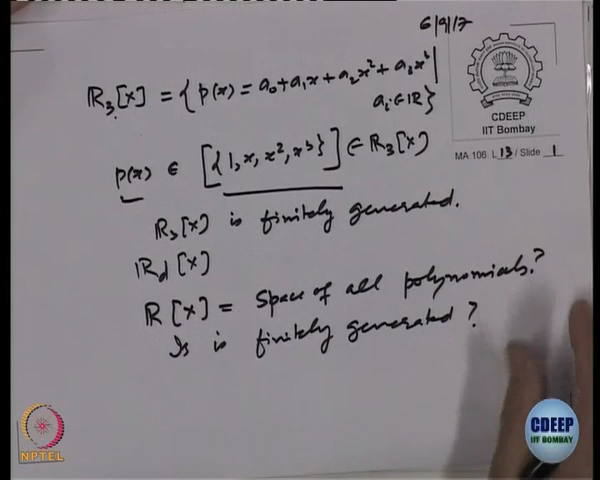 6/9/17
ℝ₃[x] = { p(x) = a₀ + a₁x + a₂x² + a₃x³ |
aᵢ ∈ ℝ }
CDEEP
IIT Bombay
MA 106 L 13 / Slide 1
p(x) ∈ [{1, x, x², x³}] ∈ ℝ₃[x]
ℝ₃[x] is finitely generated.
ℝd[x]
ℝ[x] = Space of all polynomials.?
Is is finitely generated?
NPTEL
CDEEP
IIT BOMBAY